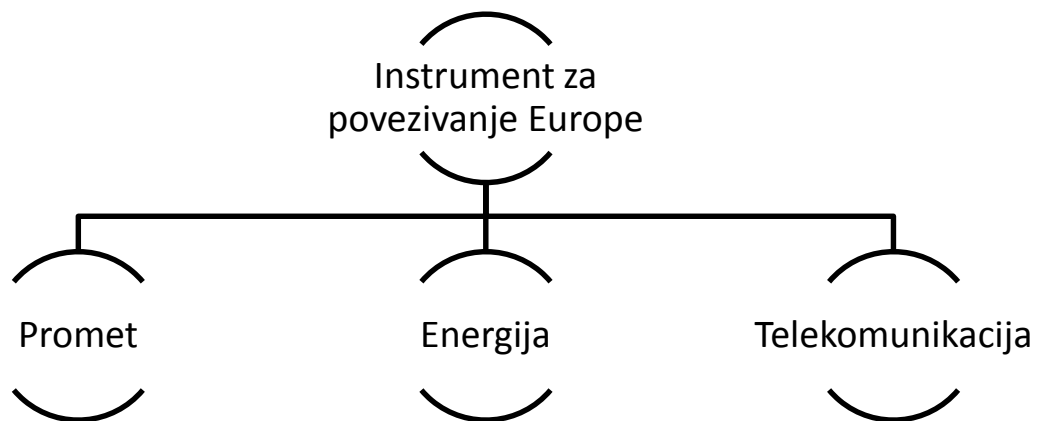 Instrument za
povezivanje Europe
Promet
Energija
Telekomunikacija